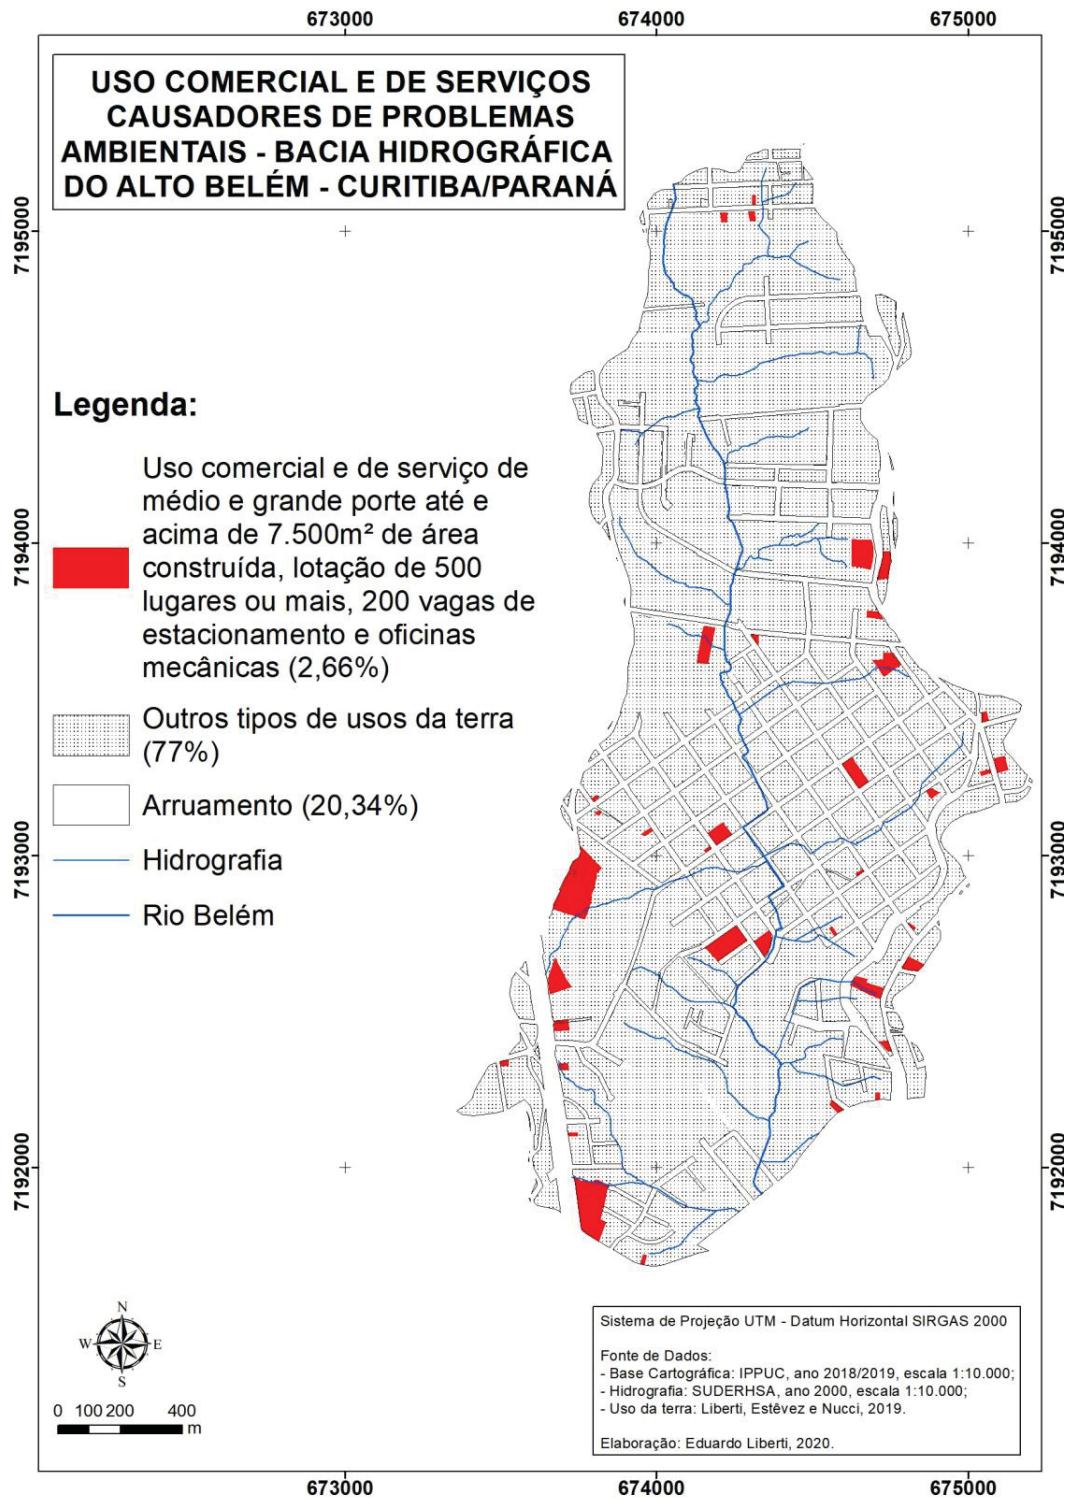 673000 674000 675000
USO COMERCIAL E DE SERVIÇOS
CAUSADORES DE PROBLEMAS
AMBIENTAIS - BACIA HIDROGRÁFICA
DO ALTO BELÉM - CURITIBA/PARANÁ
7195000 7195000
Legenda:
Uso comercial e de serviço de
médio e grande porte até e
acima de 7.500m² de área
construída, lotação de 500
lugares ou mais, 200 vagas de
estacionamento e oficinas
mecânicas (2,66%)
7194000 7194000
Outros tipos de usos da terra
(77%)
Arruamento (20,34%)
Hidrografia
Rio Belém
7193000 7193000
7192000 7192000
N
W E
S
0 100 200 400
m
Sistema de Projeção UTM - Datum Horizontal SIRGAS 2000
Fonte de Dados:
- Base Cartográfica: IPPUC, ano 2018/2019, escala 1:10.000;
- Hidrografia: SUDERHSA, ano 2000, escala 1:10.000;
- Uso da terra: Liberti, Estêvez e Nucci, 2019.
Elaboração: Eduardo Liberti, 2020.
673000 674000 675000